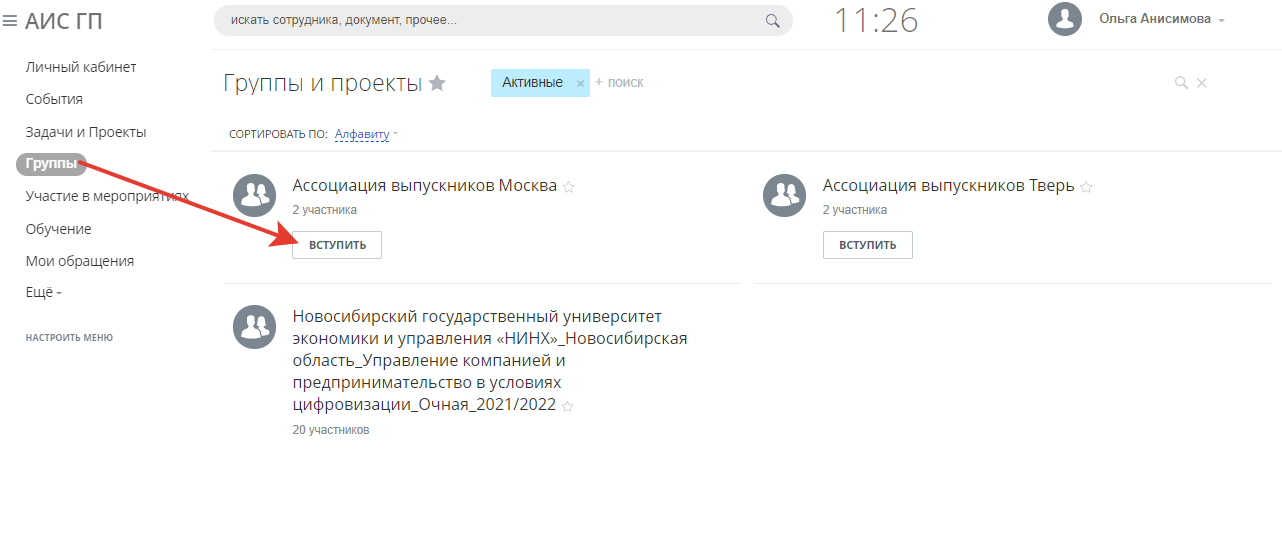 АИС ГП
искать сотрудника, документ, прочее...
11:26
Ольга Анисимова
Личный кабинет
События
Задачи и Проекты
Группы
Участие в мероприятиях
Обучение
Мои обращения
Ещё
НАСТРОИТЬ МЕНЮ
Группы и проекты
Активные × + поиск
СОРТИРОВАТЬ ПО: Алфавиту
Ассоциация выпускников Москва
2 участника
ВСТУПИТЬ
Ассоциация выпускников Тверь
2 участника
ВСТУПИТЬ
Новосибирский государственный университет
экономики и управления «НИНХ»_Новосибирская
область_Управление компанией и
предпринимательство в условиях
цифровизации_Очная_2021/2022
20 участников